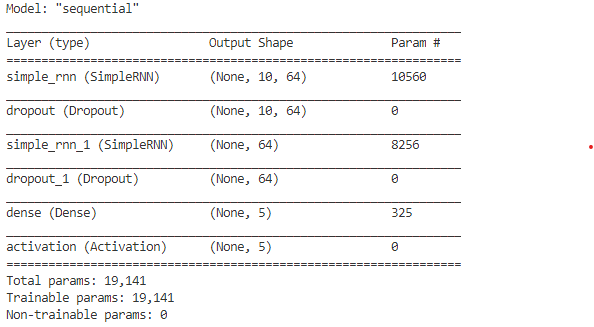 Model: "sequential"
Layer (type) Output Shape Param #
simple_rnn (SimpleRNN) (None, 10, 64) 10560
dropout (Dropout) (None, 10, 64) 0
simple_rnn_1 (SimpleRNN) (None, 64) 8256
dropout_1 (Dropout) (None, 64) 0
dense (Dense) (None, 5) 325
activation (Activation) (None, 5) 0
Total params: 19,141
Trainable params: 19,141
Non-trainable params: 0